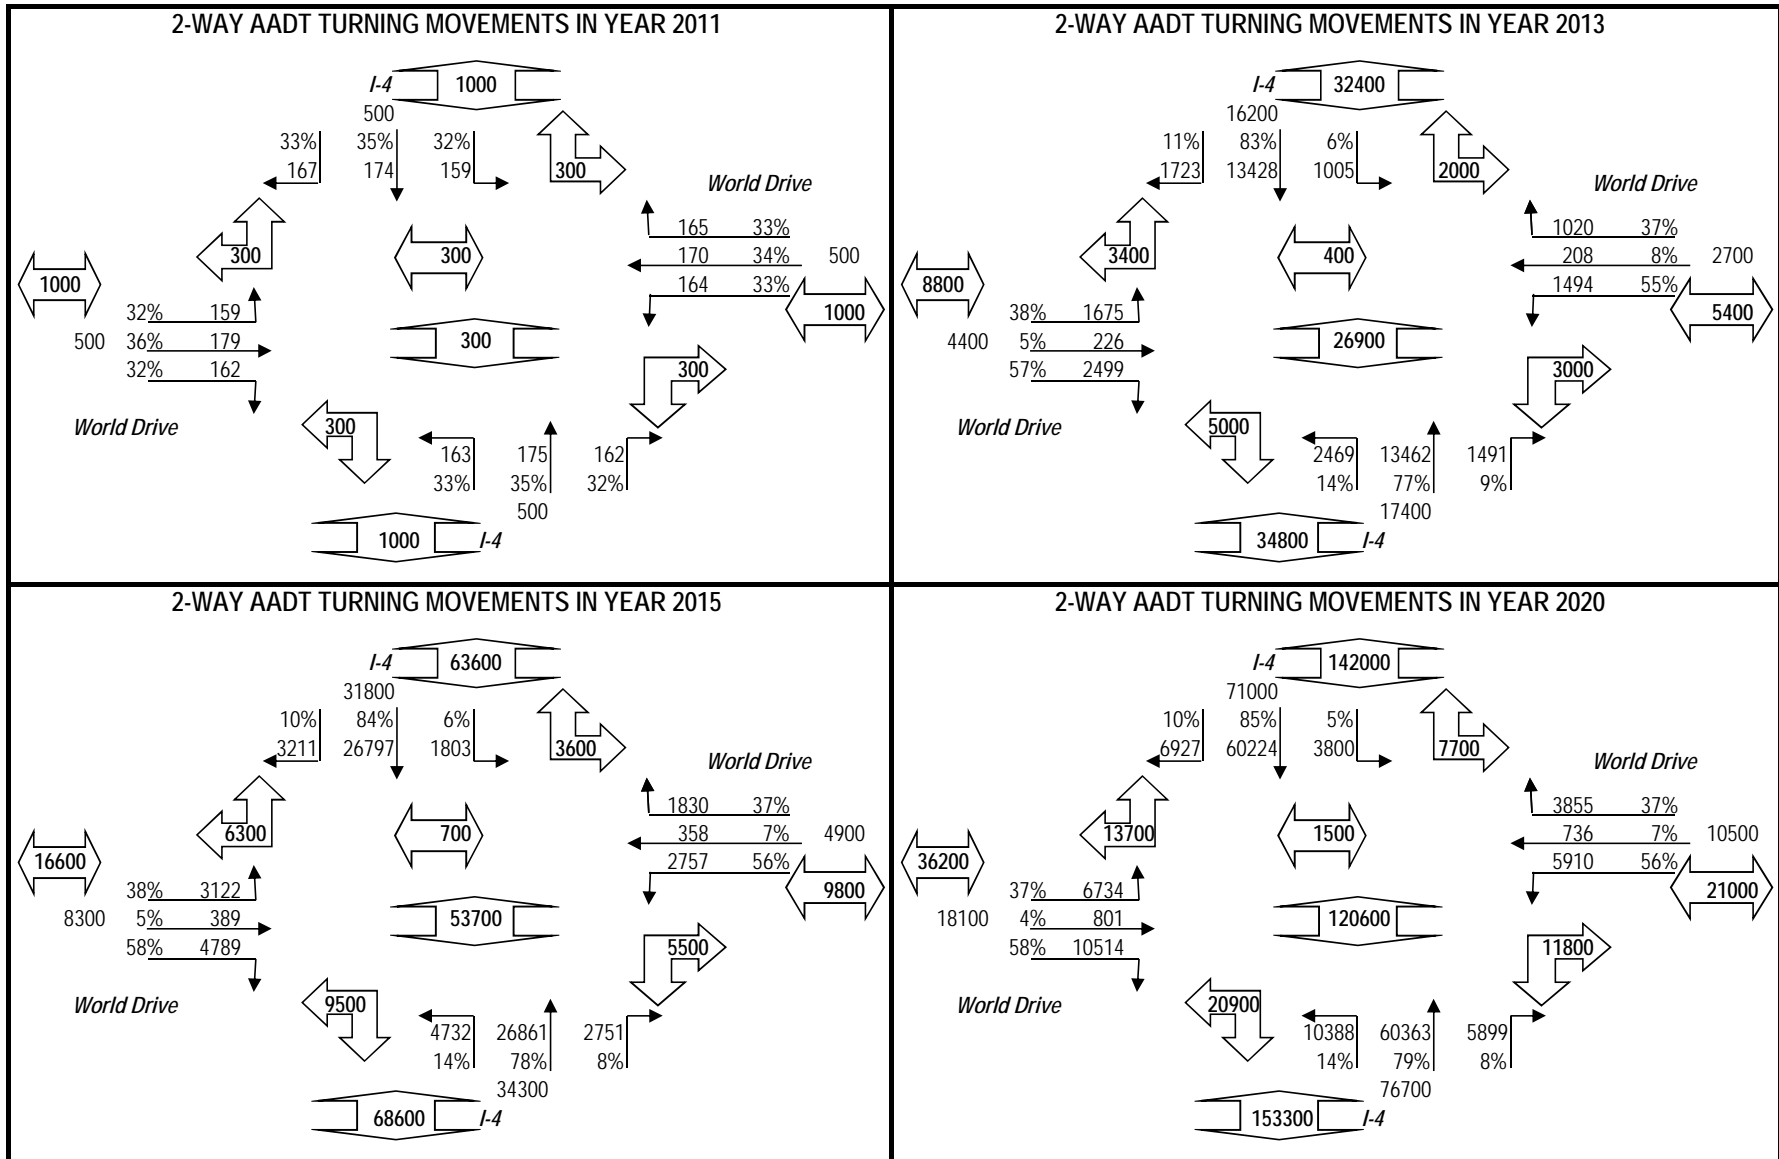 2-WAY AADT TURNING MOVEMENTS IN YEAR 2011
I-4 1000
500
33% 35% 32%
167 174 159 300
World Drive
165 33%
300 300 170 34% 500
1000
164 33%
1000
32% 159
500 36% 179 300
32% 162 300
World Drive 300
163 175 162
33% 35% 32%
500
1000 I-4
2-WAY AADT TURNING MOVEMENTS IN YEAR 2013
I-4 32400
16200
11% 83% 6%
1723 13428 1005 2000
World Drive
1020 37%
3400 400 208 8% 2700
8800
1494 55%
5400
38% 1675
4400 5% 226 26900
57% 2499 3000
World Drive 5000
2469 13462 1491
14% 77% 9%
17400
34800 I-4
2-WAY AADT TURNING MOVEMENTS IN YEAR 2015
I-4 63600
31800
10% 84% 6%
3211 26797 1803 3600
World Drive
1830 37%
6300 700 358 7% 4900
16600
2757 56%
9800
38% 3122
8300 5% 389 53700
58% 4789 5500
World Drive 9500
4732 26861 2751
14% 78% 8%
34300
68600 I-4
2-WAY AADT TURNING MOVEMENTS IN YEAR 2020
I-4 142000
71000
10% 85% 5%
6927 60224 3800 7700
World Drive
3855 37%
13700 1500 736 7% 10500
36200
5910 56%
21000
37% 6734
18100 4% 801 120600
58% 10514 11800
World Drive 20900
10388 60363 5899
14% 79% 8%
76700
153300 I-4